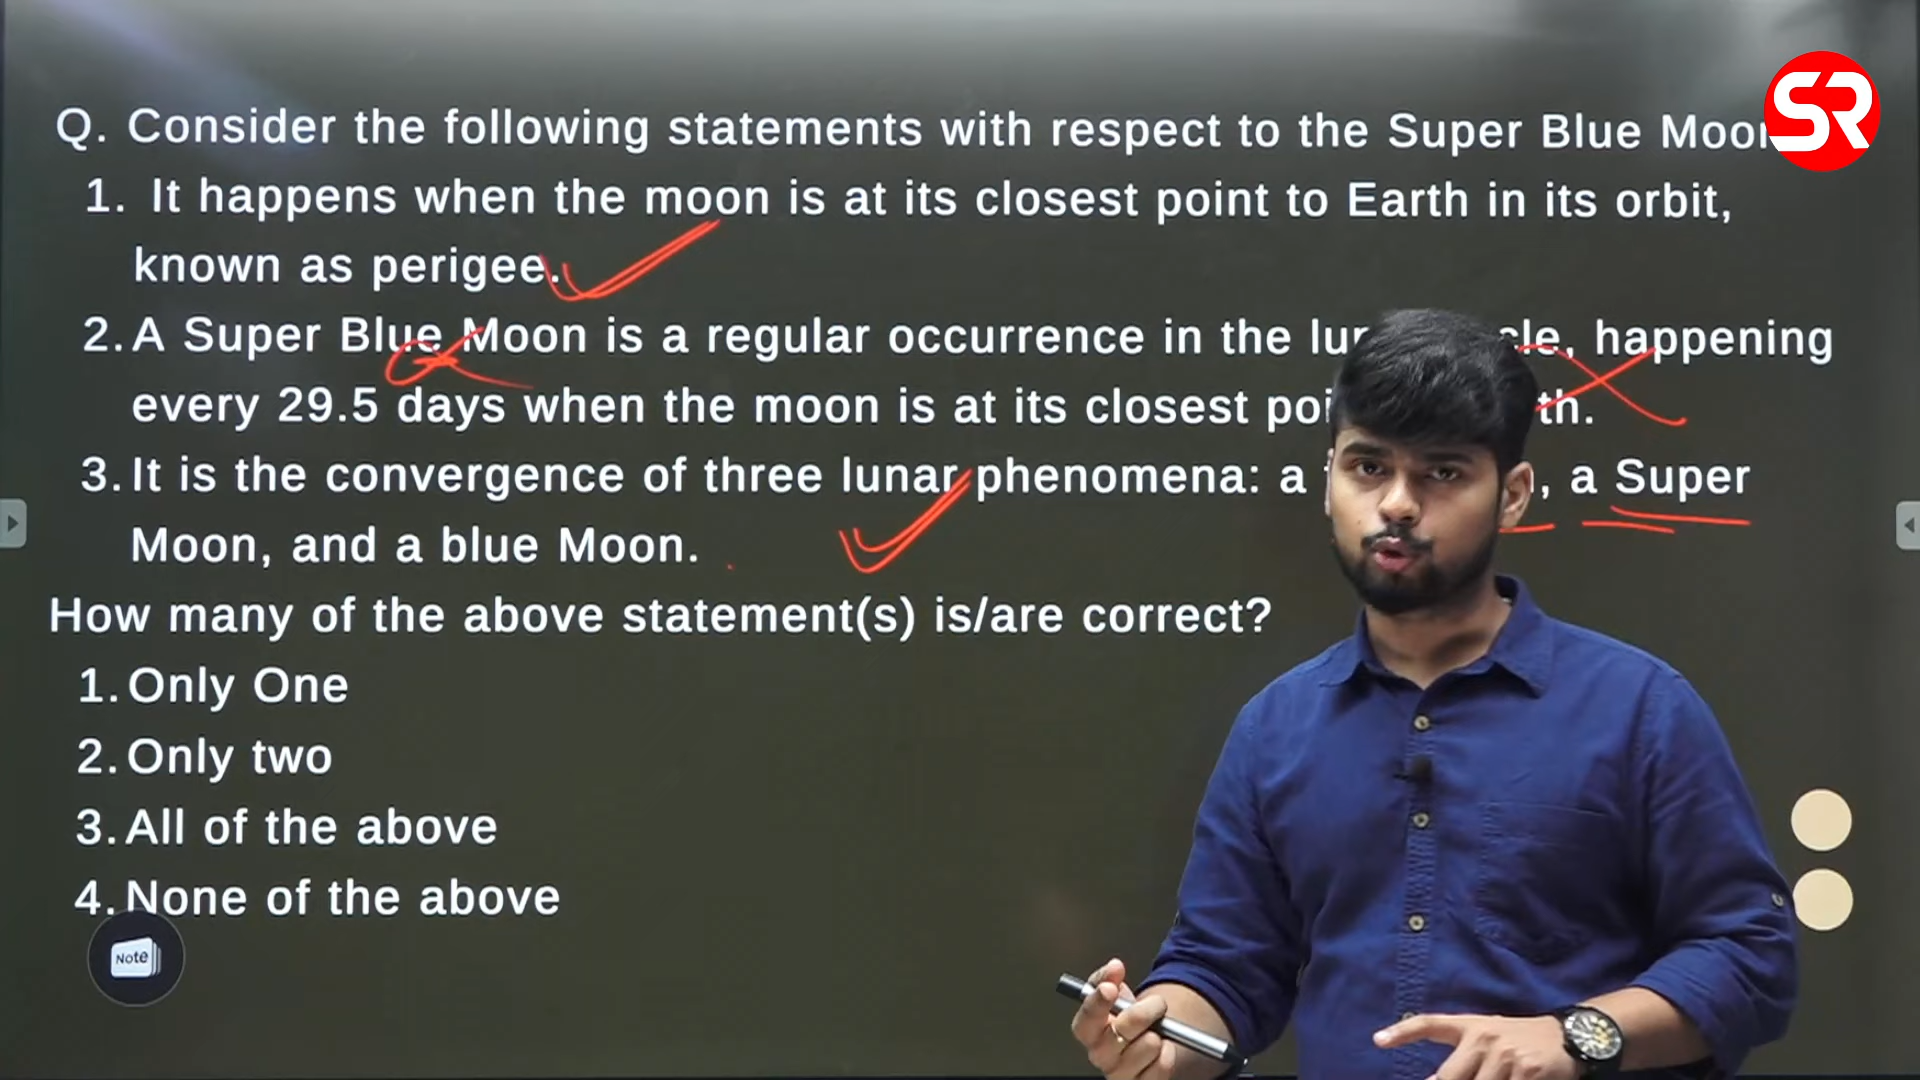 SR
Q. Consider the following statements with respect to the Super Blue Moon
1. It happens when the moon is at its closest point to Earth in its orbit,
known as perigee.
2. A Super Blue Moon is a regular occurrence in the happening
every 29.5 days when the moon is at its closest
3. It is the convergence of three lunar phenomena: a , a Super
Moon, and a blue Moon.
How many of the above statement(s) is/are correct?
1. Only One
2. Only two
3. All of the above
4. None of the above
Note